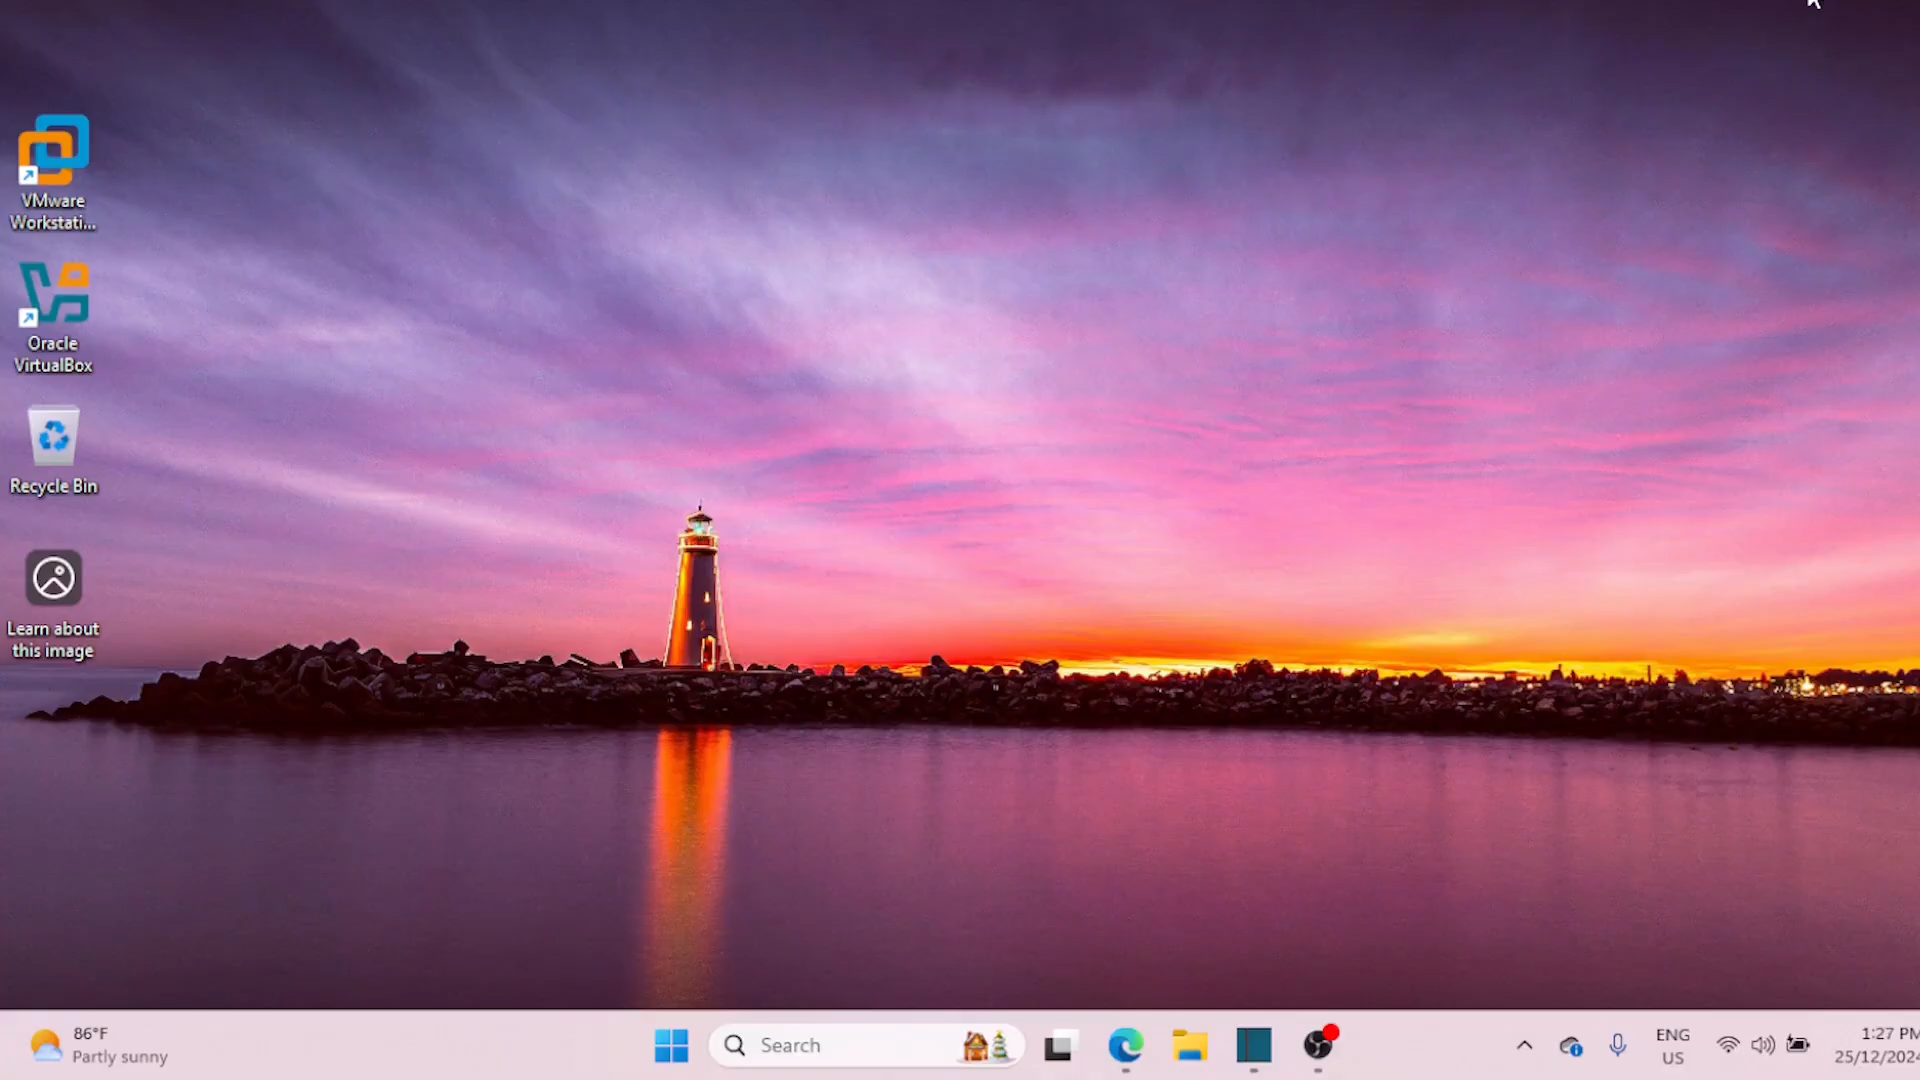 VMware
Workstati...
Oracle
VirtualBox
Recycle Bin
Learn about
this image
86°F
Partly sunny
Search
ENG
US
1:27 PM
25/12/2024